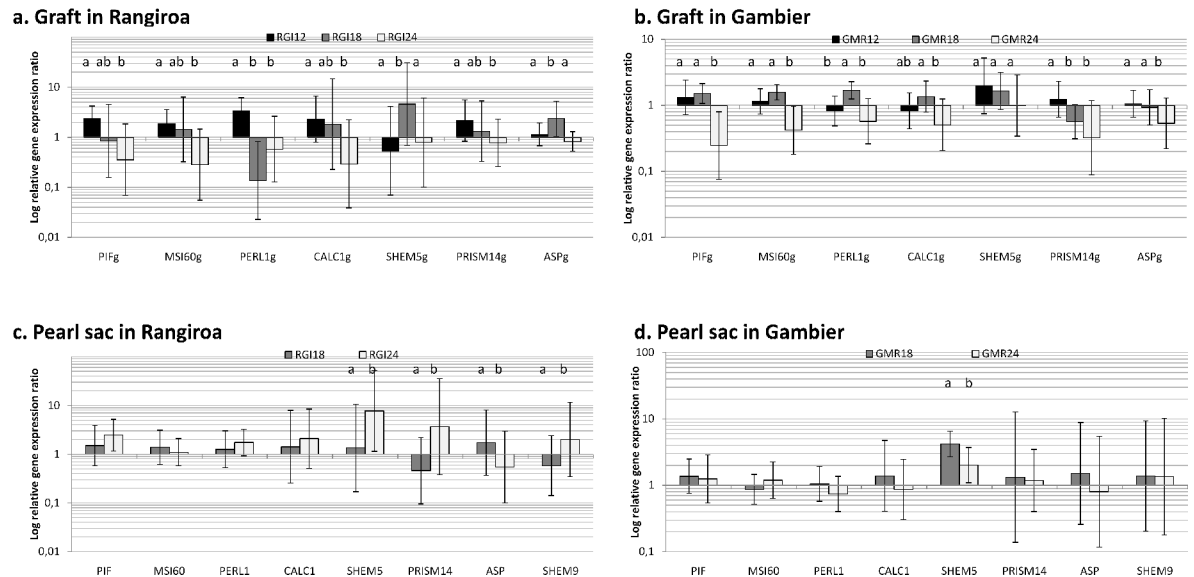 a. Graft in Rangiroa
RGI12 RGI18 RGI24
a ab b a ab b a b b a ab b a b a a ab b ab b a
Log relative gene expression ratio
10
1
0,1
0,01
PIFg MSI60g PERL1g CALC1g SHEM5g PRISM14g ASPg
b. Graft in Gambier
GMR12 GMR18 GMR24
a a b a a b b a b ab a b a a a a b b a a b
Log relative gene expression ratio
10
1
0,1
0,01
PIFg MSI60g PERL1g CALC1g SHEM5g PRISM14g ASPg
c. Pearl sac in Rangiroa
RGI18 RGI24
a b a b a b a b
Log relative gene expression ratio
10
1
0,1
0,01
PIF MSI60 PERL1 CALC1 SHEM5 PRISM14 ASP SHEM9
d. Pearl sac in Gambier
GMR18 GMR24
a b
Log relative gene expression ratio
100
10
1
0,1
PIF MSI60 PERL1 CALC1 SHEM5 PRISM14 ASP SHEM9